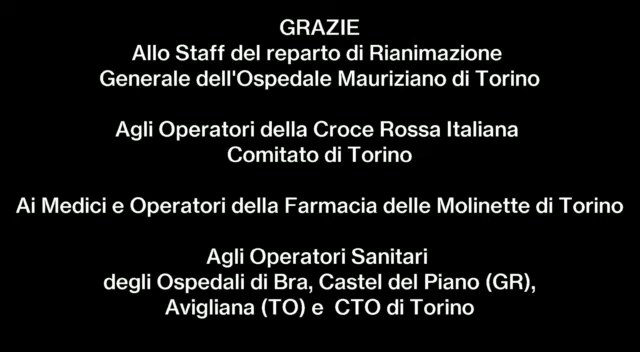 GRAZIE
Allo Staff del reparto di Rianimazione
Generale dell'Ospedale Mauriziano di Torino
Agli Operatori della Croce Rossa Italiana
Comitato di Torino
Ai Medici e Operatori della Farmacia delle Molinette di Torino
Agli Operatori Sanitari
degli Ospedali di Bra, Castel del Piano (GR),
Avigliana (TO) e CTO di Torino